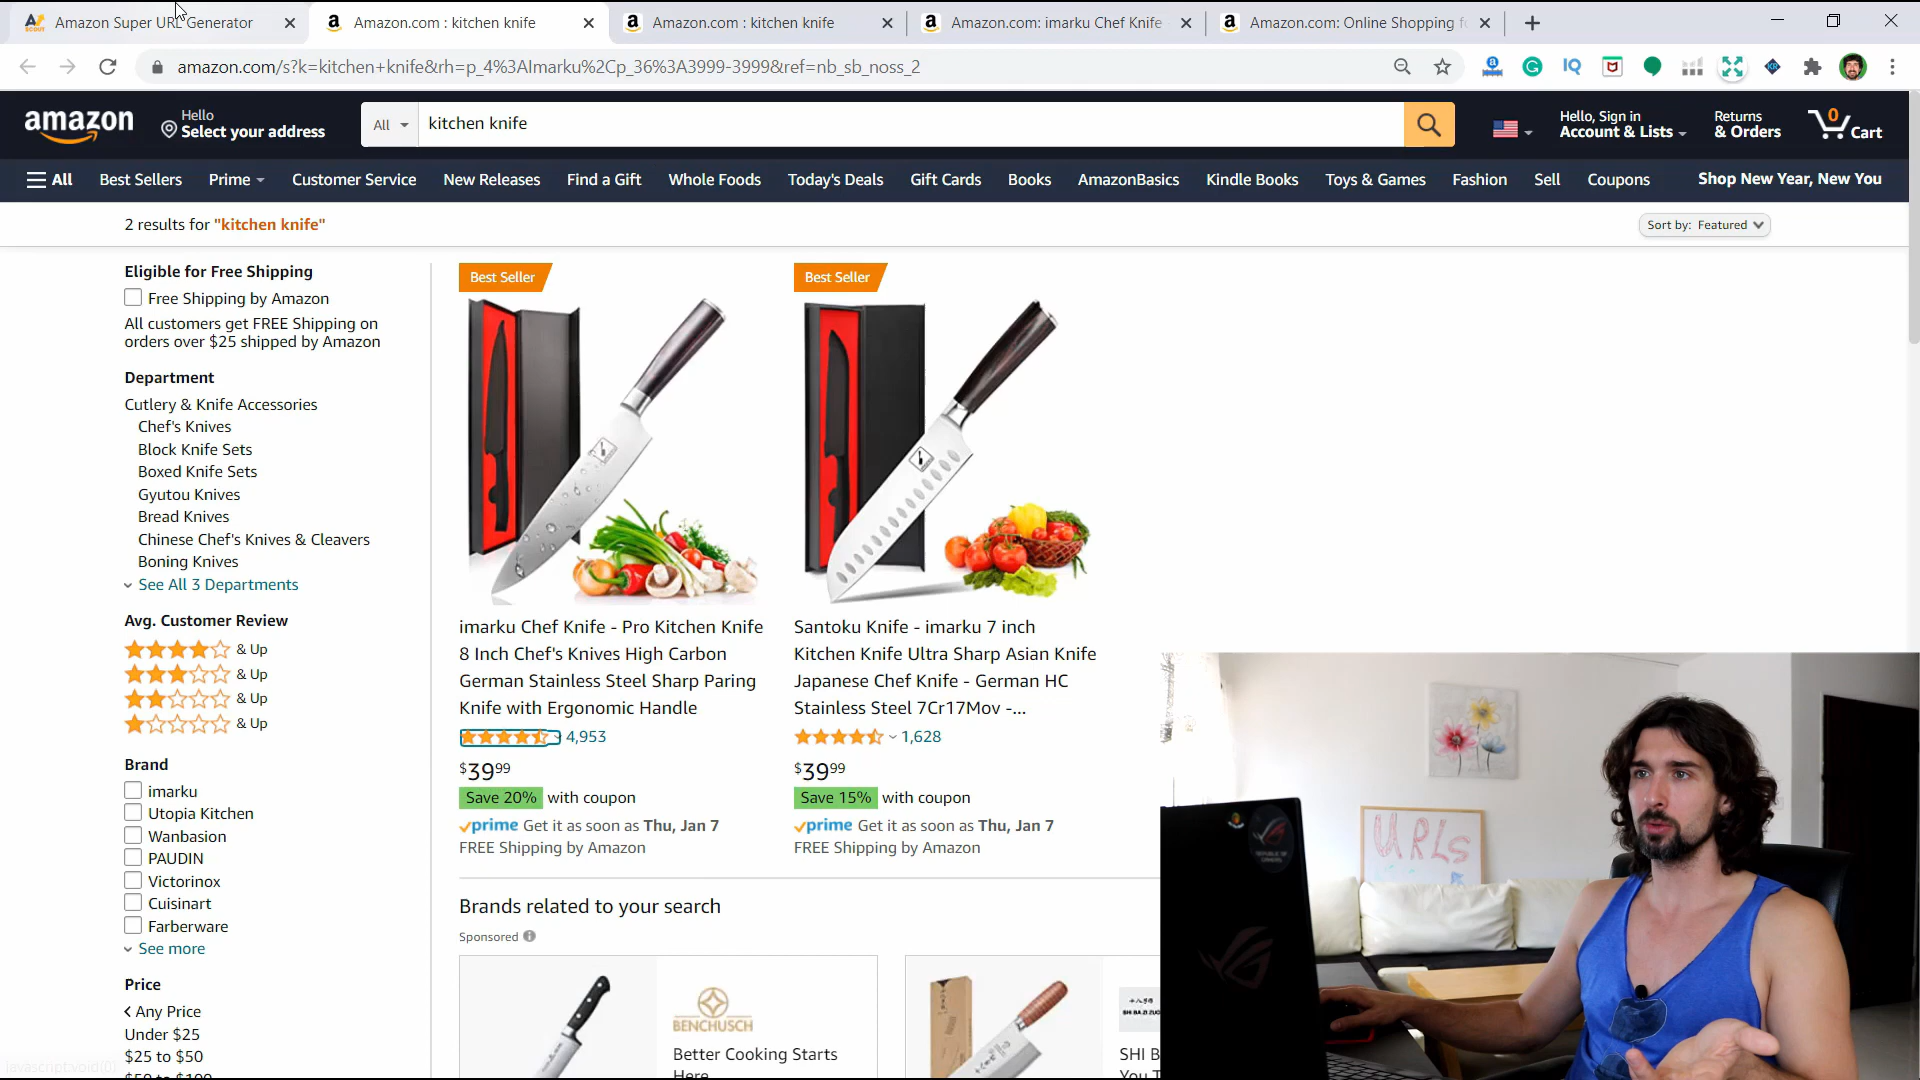 Amazon Super URL Generator
Amazon.com : kitchen knife
Amazon.com : kitchen knife
Amazon.com: imarku Chef Knife
Amazon.com: Online Shopping f
amazon.com/s?k=kitchen+knife&rh=p_4%3AImarku%2Cp_36%3A3999-3999&ref=nb_sb_noss_2
amazon
Hello
Select your address
All
kitchen knife
Hello, Sign in
Account & Lists
Returns
& Orders
0
Cart
All
Best Sellers
Prime
Customer Service
New Releases
Find a Gift
Whole Foods
Today's Deals
Gift Cards
Books
AmazonBasics
Kindle Books
Toys & Games
Fashion
Sell
Coupons
Shop New Year, New You
2 results for "kitchen knife"
Sort by: Featured
Eligible for Free Shipping
Free Shipping by Amazon
All customers get FREE Shipping on
orders over $25 shipped by Amazon
Department
Cutlery & Knife Accessories
Chef's Knives
Block Knife Sets
Boxed Knife Sets
Gyutou Knives
Bread Knives
Chinese Chef's Knives & Cleavers
Boning Knives
See All 3 Departments
Avg. Customer Review
& Up
& Up
& Up
& Up
Brand
imarku
Utopia Kitchen
Wanbasion
PAUDIN
Victorinox
Cuisinart
Farberware
See more
Price
Any Price
Under $25
$25 to $50
$50 to $100
javascript:void(0)
Best Seller
imarku Chef Knife - Pro Kitchen Knife
8 Inch Chef's Knives High Carbon
German Stainless Steel Sharp Paring
Knife with Ergonomic Handle
4,953
$39.99
Save 20% with coupon
prime Get it as soon as Thu, Jan 7
FREE Shipping by Amazon
Best Seller
Santoku Knife - imarku 7 inch
Kitchen Knife Ultra Sharp Asian Knife
Japanese Chef Knife - German HC
Stainless Steel 7Cr17Mov -...
1,628
$39.99
Save 15% with coupon
prime Get it as soon as Thu, Jan 7
FREE Shipping by Amazon
Brands related to your search
Sponsored
BENCHUSCH
Better Cooking Starts
Here
SHI BA ZI ZUO
SHI B
You T
URLs